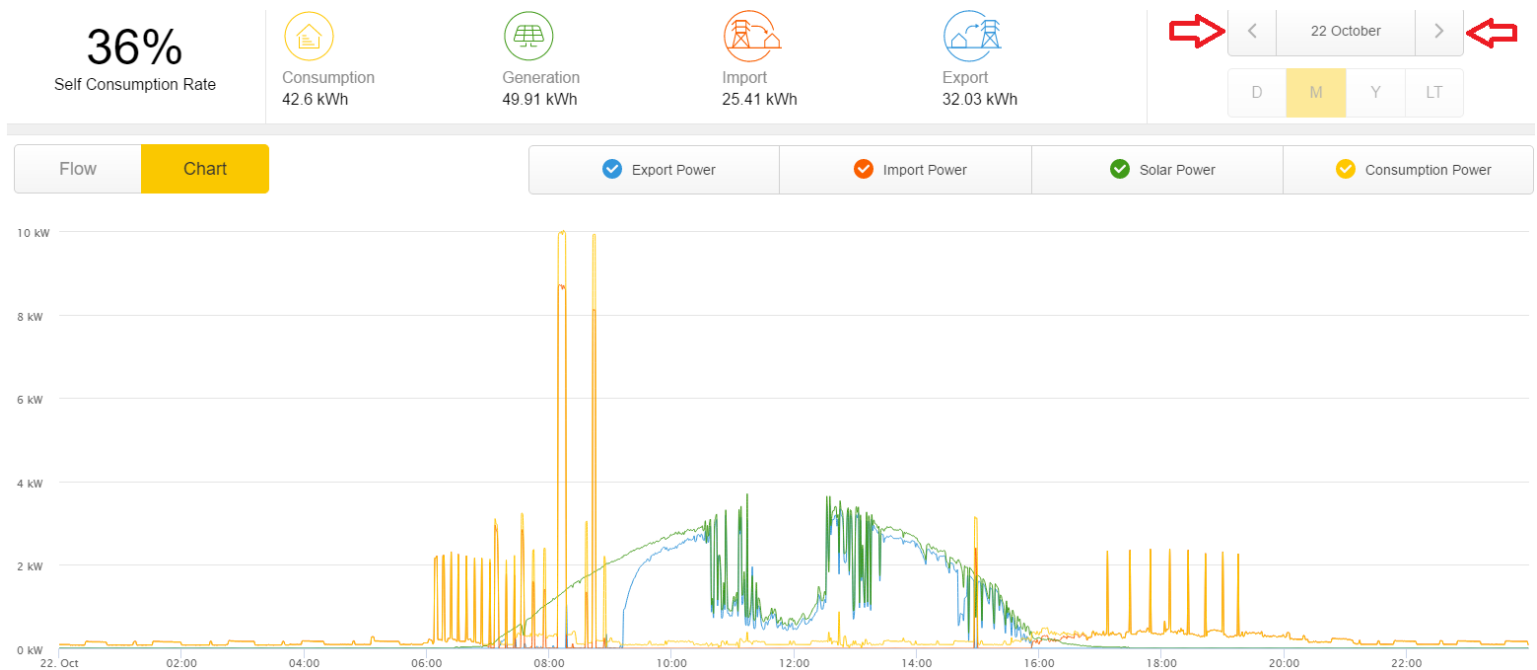 36%
Self Consumption Rate
Consumption
42.6 kWh
Generation
49.91 kWh
Import
25.41 kWh
Export
32.03 kWh
22 October
D M Y LT
Flow Chart
Export Power Import Power Solar Power Consumption Power
10 kW
8 kW
6 kW
4 kW
2 kW
0 kW
22. Oct 02:00 04:00 06:00 08:00 10:00 12:00 14:00 16:00 18:00 20:00 22:00